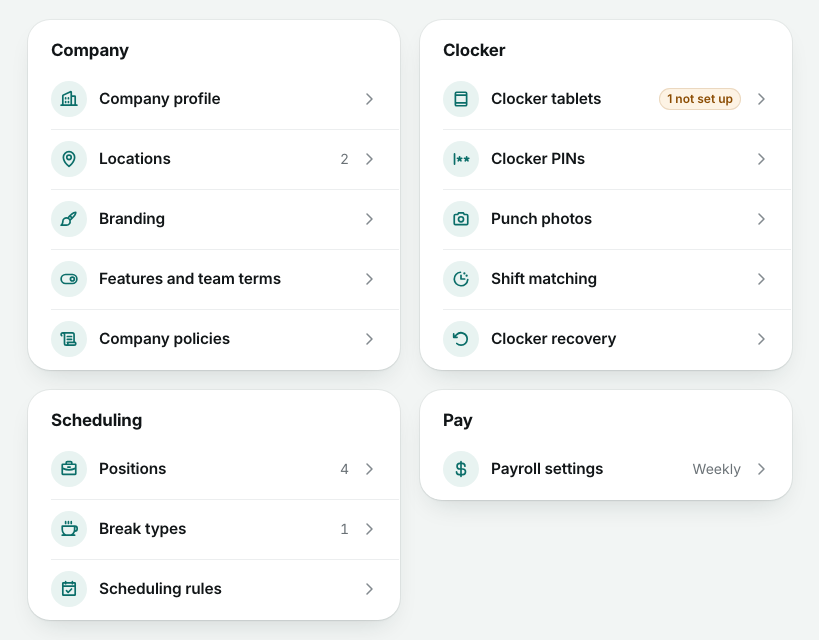 Company
Company profile
Locations 2
Branding
Features and team terms
Company policies
Clocker
Clocker tablets 1 not set up
Clocker PINs
Punch photos
Shift matching
Clocker recovery
Scheduling
Positions 4
Break types 1
Scheduling rules
Pay
Payroll settings Weekly